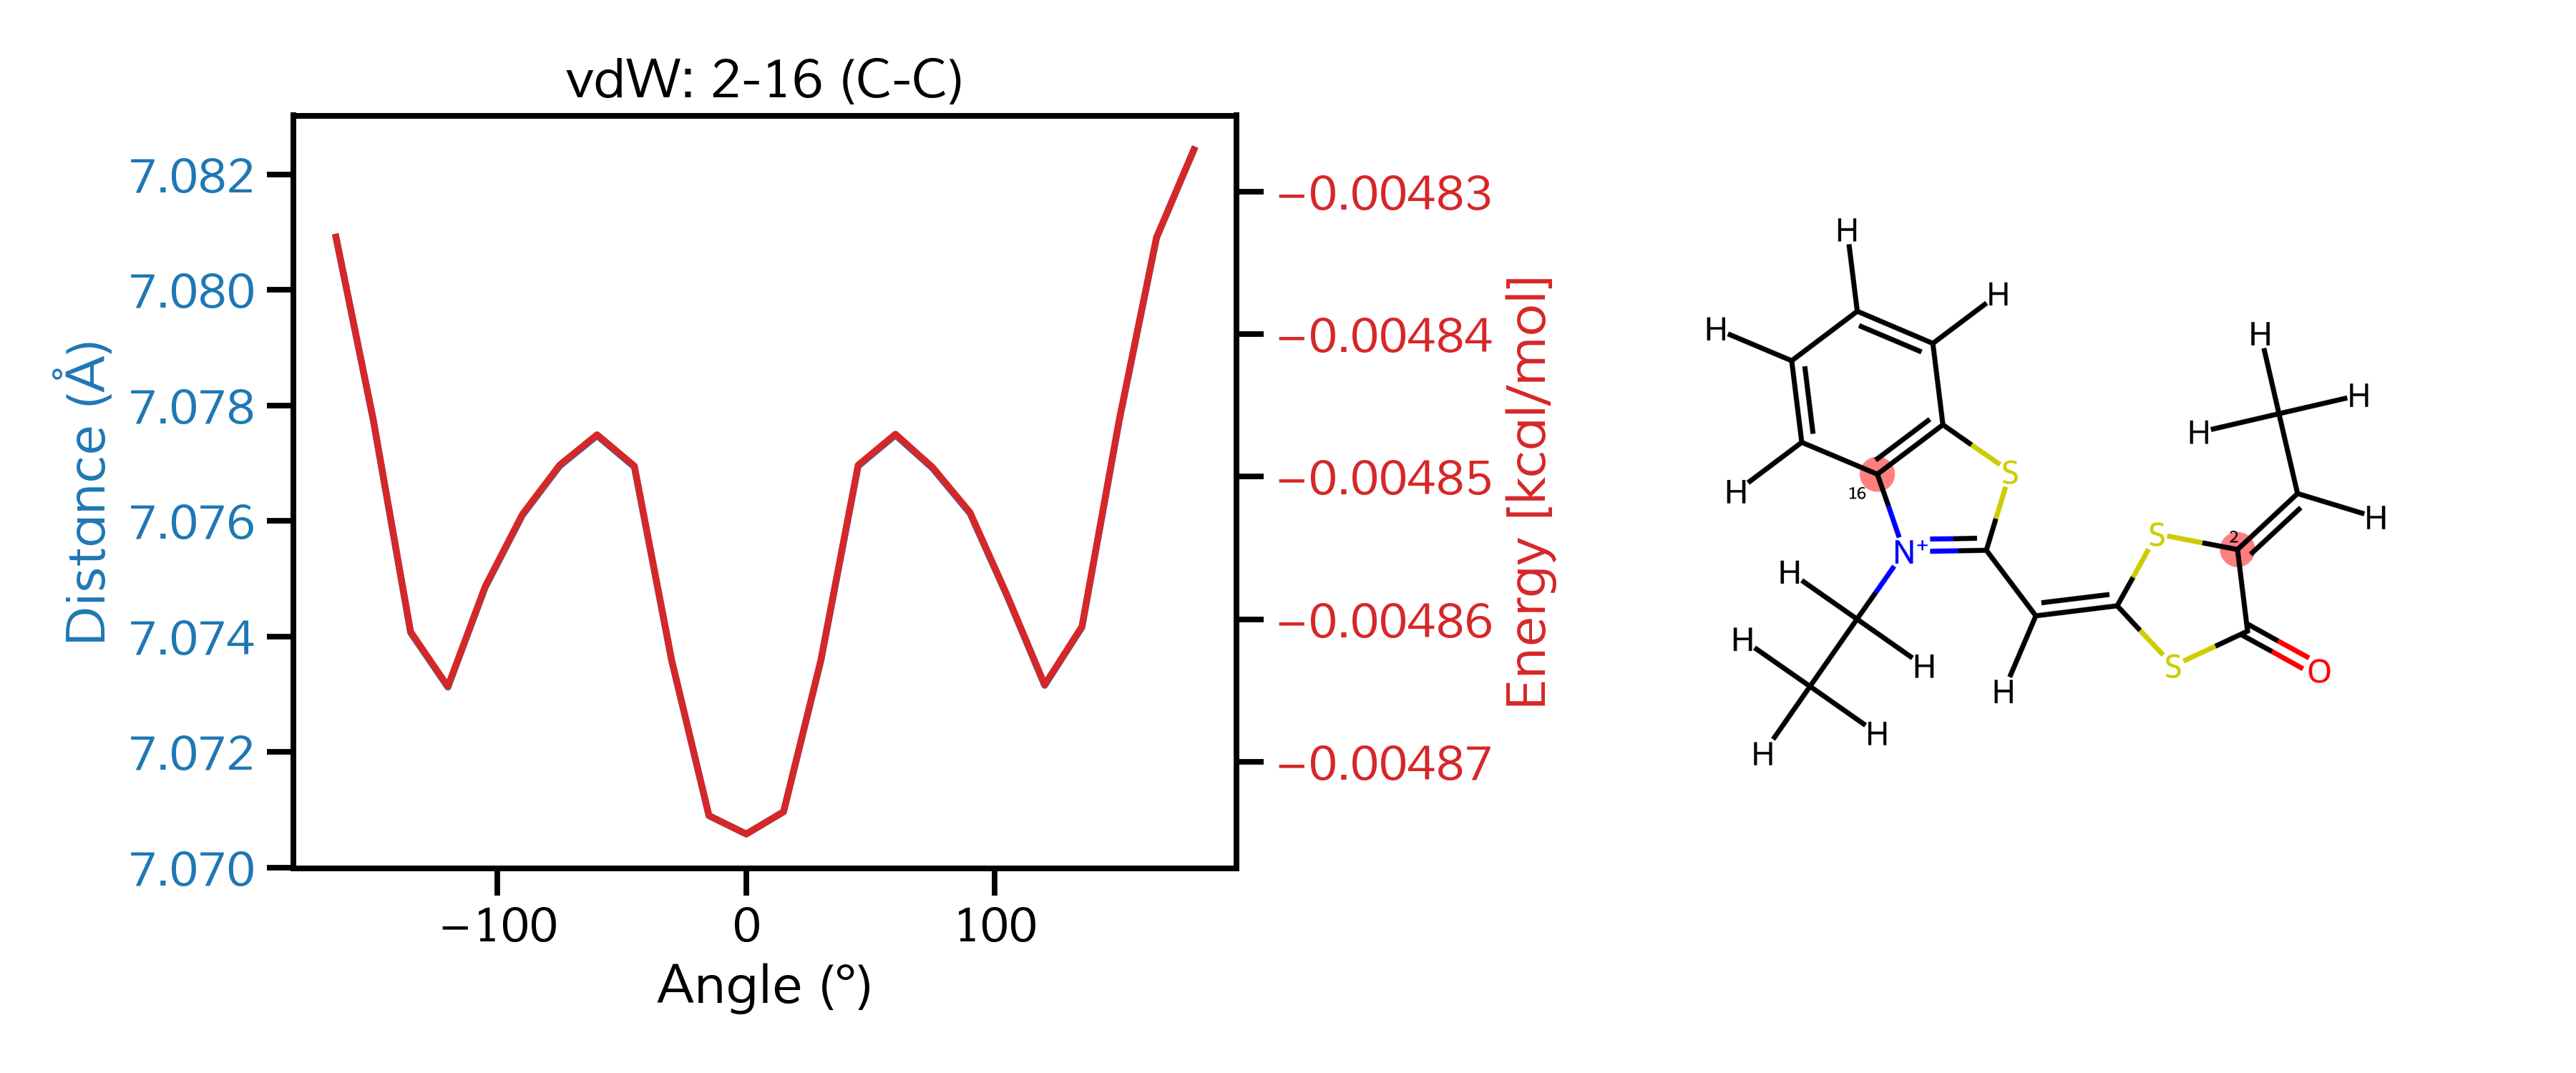 vdW: 2-16 (C-C)
Distance (Å)
7.082
7.080
7.078
7.076
7.074
7.072
7.070
−100
0
100
Angle (°)
−0.00483
−0.00484
−0.00485
−0.00486
−0.00487
Energy [kcal/mol]
H
H
H
H
H
H
H
S
16
H
S
2
H
N+
H
H
H
S
O
H
H
H